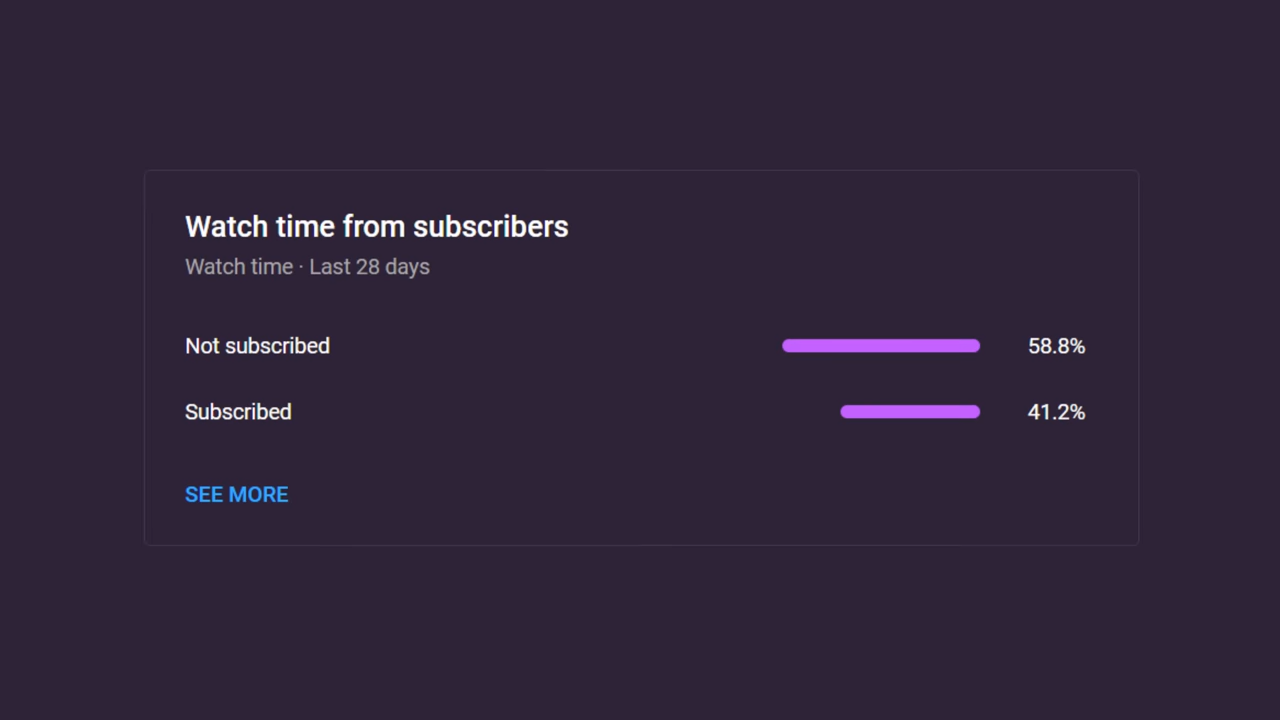 Watch time from subscribers
Watch time · Last 28 days
Not subscribed 58.8%
Subscribed 41.2%
SEE MORE